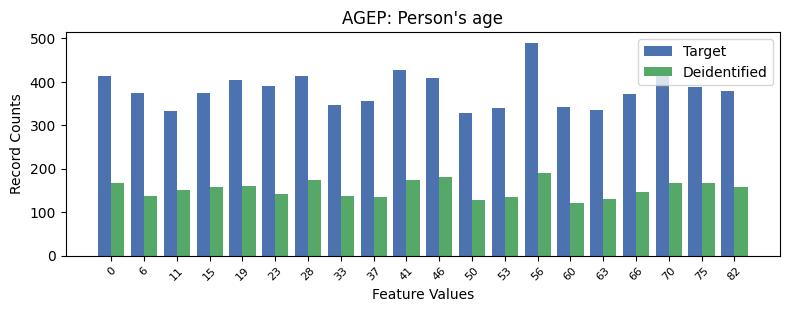 AGEP: Person's age
Target
Deidentified
Record Counts
500
400
300
200
100
0
0 6 11 15 19 23 28 33 37 41 46 50 53 56 60 63 66 70 75 82
Feature Values